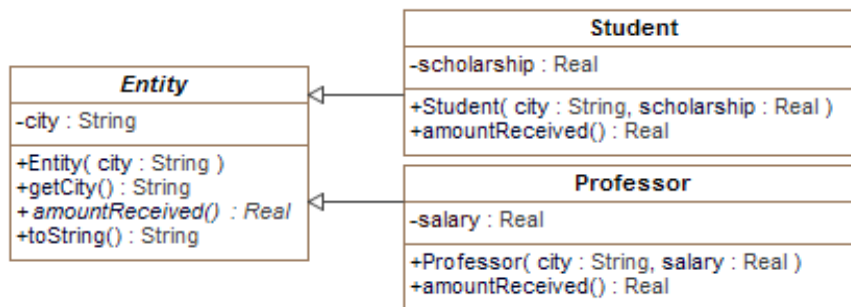 Entity
-city : String
+Entity( city : String )
+getCity() : String
+amountReceived() : Real
+toString() : String
Student
-scholarship : Real
+Student( city : String, scholarship : Real )
+amountReceived() : Real
Professor
-salary : Real
+Professor( city : String, salary : Real )
+amountReceived() : Real